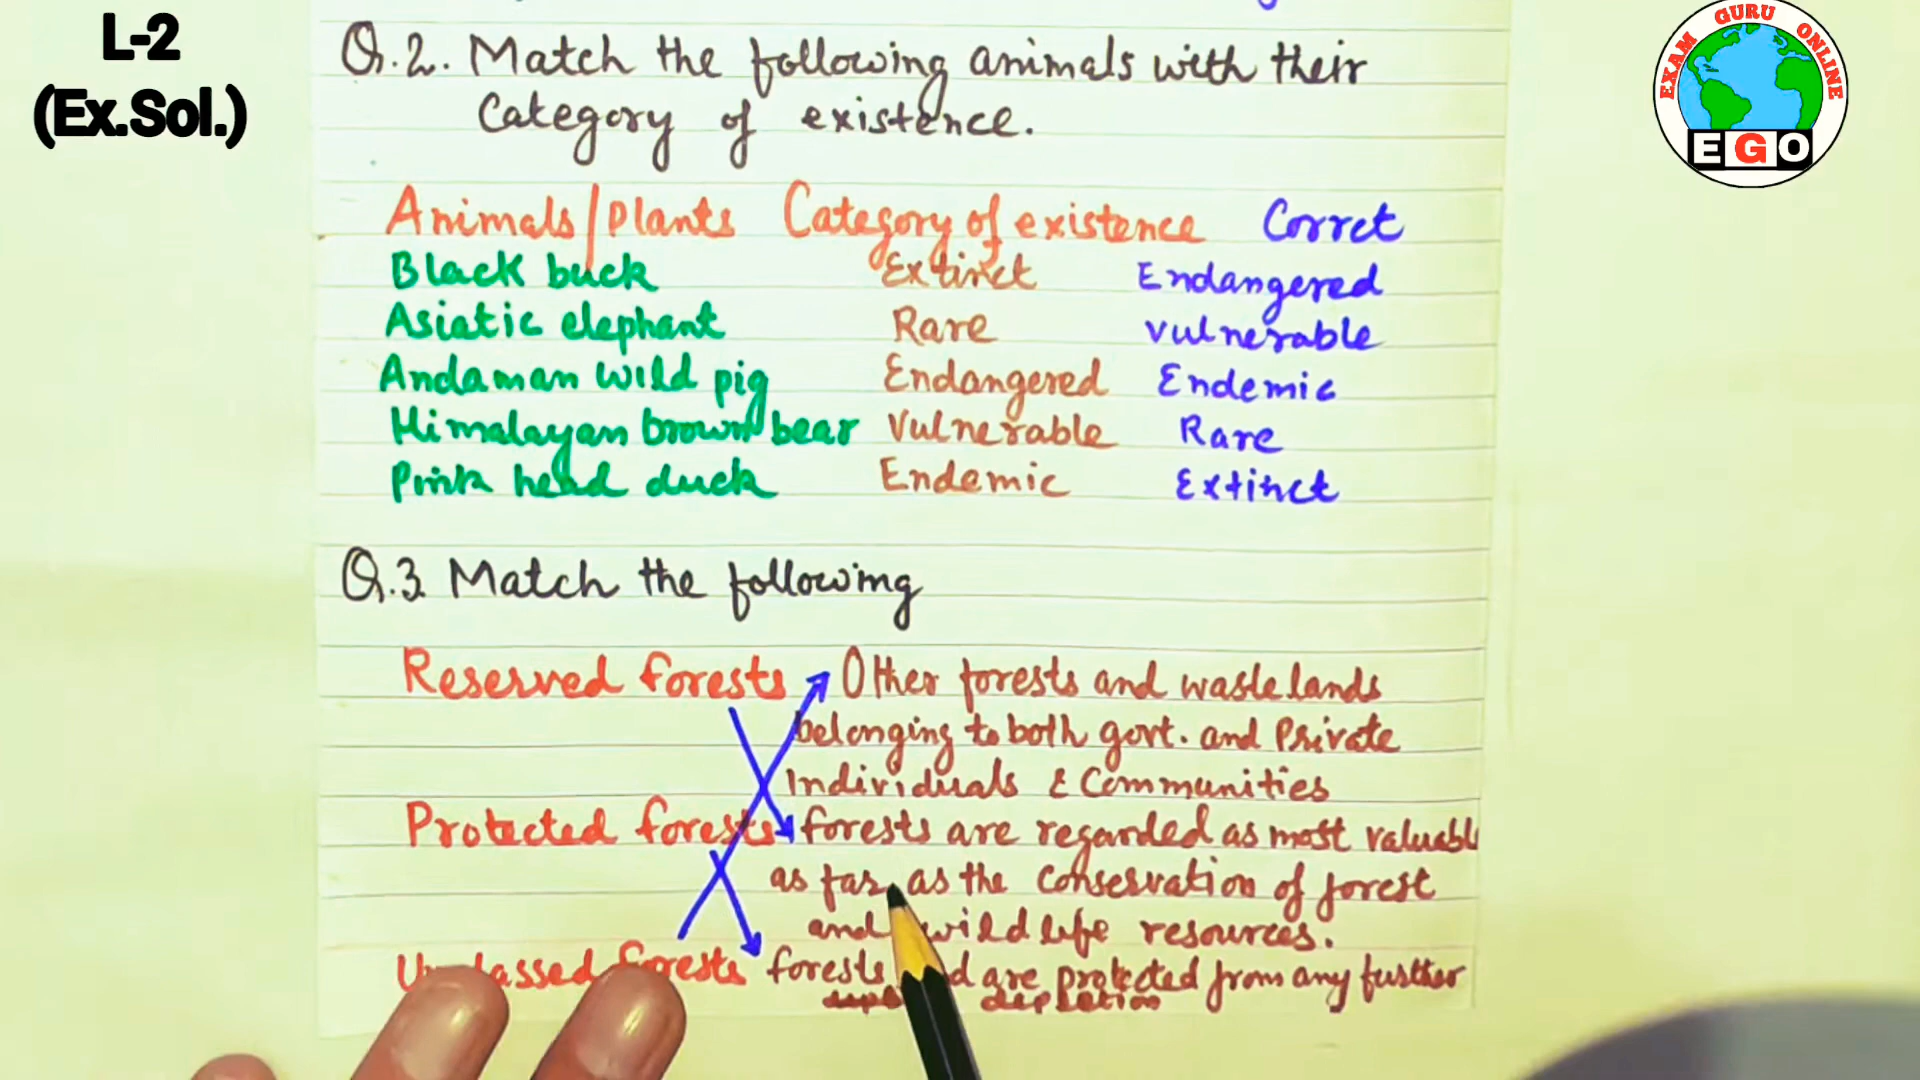 L-2
(Ex.Sol.)
EXAM GURU ONLINE
EGO
Q.2. Match the following animals with their
Category of existence.
Animals/Plants Category of existence Corret
Black buck Extinct Endangered
Asiatic elephant Rare Vulnerable
Andaman wild pig Endangered Endemic
Himalayan brown bear Vulnerable Rare
Pink head duck Endemic Extinct
Q.3 Match the following
Reserved forests Other forests and wastelands
belonging to both govt. and Private
Individuals & Communities
Protected forests forests are regarded as most valuabl
as far as the conservation of forest
and wild life resources.
forests forests are protected from any further
depletion